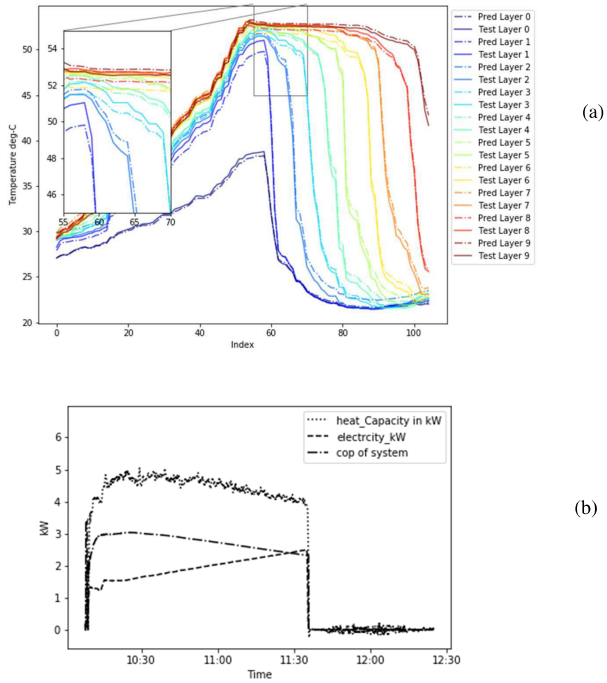 50
45
40
35
30
25
20
Temperature deg-C
54
52
50
48
46
55 60 65 70
0 20 40 60 80 100
Index
Pred Layer 0
Test Layer 0
Pred Layer 1
Test Layer 1
Pred Layer 2
Test Layer 2
Pred Layer 3
Test Layer 3
Pred Layer 4
Test Layer 4
Pred Layer 5
Test Layer 5
Pred Layer 6
Test Layer 6
Pred Layer 7
Test Layer 7
Pred Layer 8
Test Layer 8
Pred Layer 9
Test Layer 9
(a)
heat_Capacity in kW
electrcity_kW
cop of system
6
5
4
3
2
1
0
kW
10:30 11:00 11:30 12:00 12:30
Time
(b)